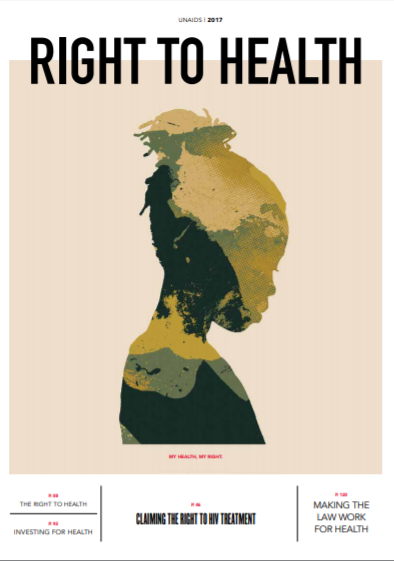 UNAIDS | 2017
RIGHT TO HEALTH
MY HEALTH, MY RIGHT.
THE RIGHT TO HEALTH
INVESTING FOR HEALTH
CLAIMING THE RIGHT TO HIV TREATMENT
MAKING THE
LAW WORK
FOR HEALTH